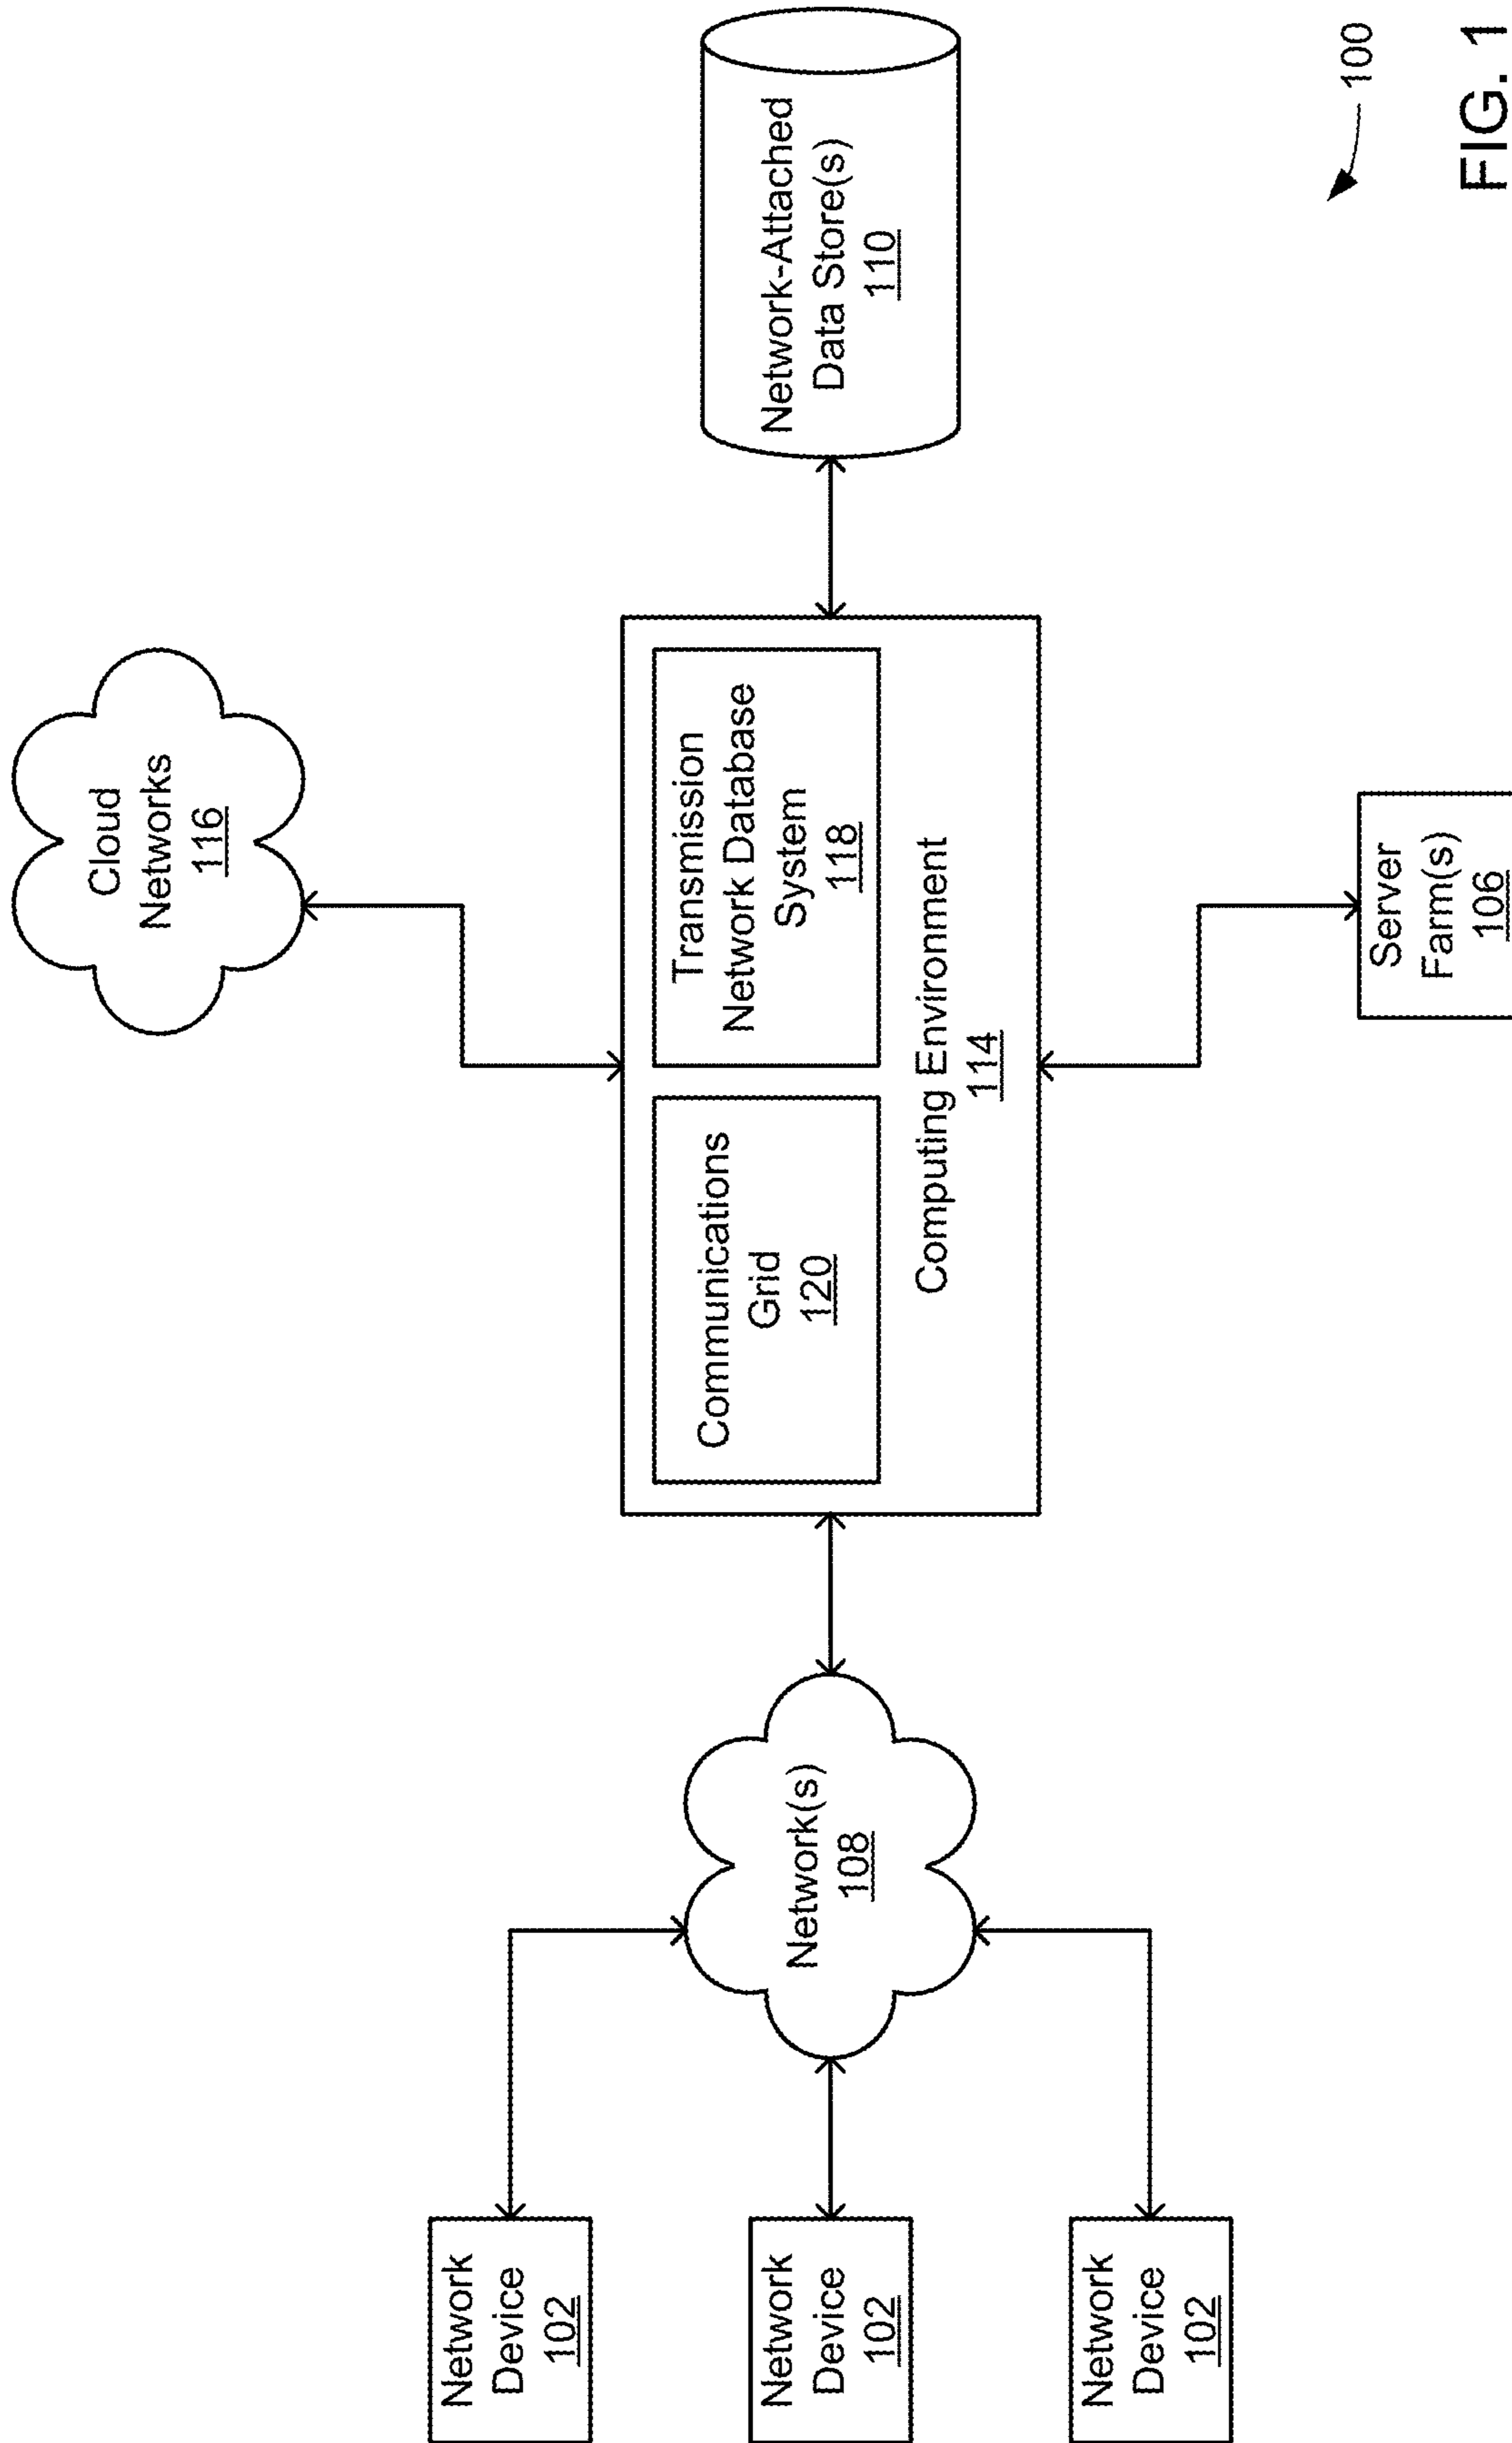 Cloud
Networks
116
Network
Device
102
Network
Device
102
Network
Device
102
Network(s)
108
Communications
Grid
120
Transmission
Network Database
System
118
Computing Environment
114
Network-Attached
Data Store(s)
110
Server
Farm(s)
106
100
FIG. 1